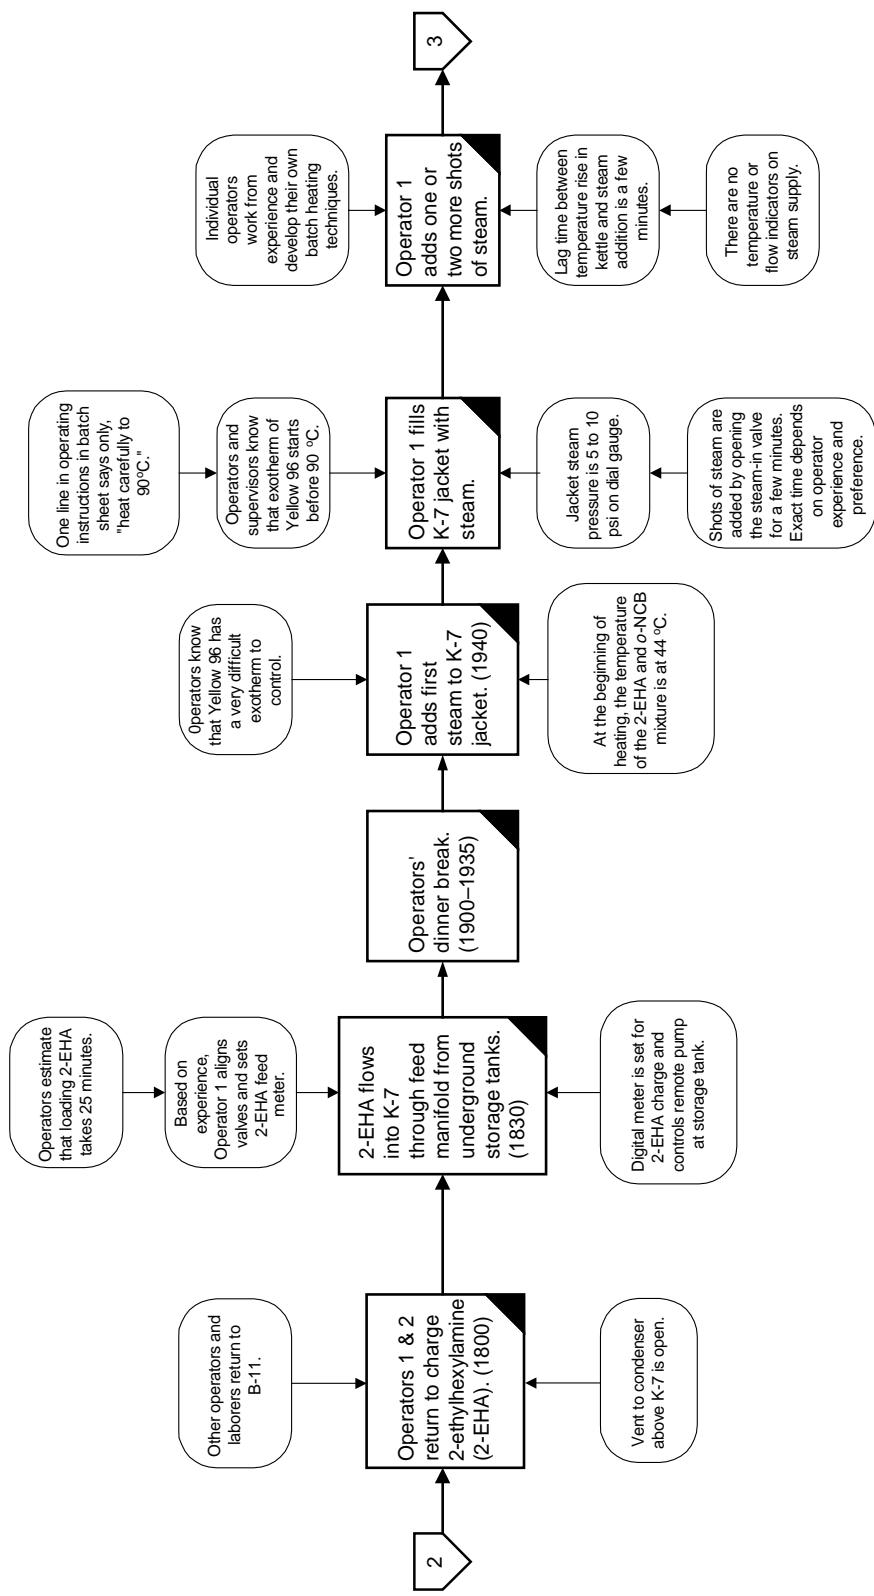 2
Other operators and
laborers return to
B-11.
Operators 1 & 2
return to charge
2-ethylhexylamine
(2-EHA). (1800)
Vent to condenser
above K-7 is open.
Operators estimate
that loading 2-EHA
takes 25 minutes.
Based on
experience,
Operator 1 aligns
valves and sets
2-EHA feed
meter.
2-EHA flows
into K-7
through feed
manifold from
underground
storage tanks.
(1830)
Digital meter is set for
2-EHA charge and
controls remote pump
at storage tank.
Operators'
dinner break.
(1900–1935)
0perators know
that Yellow 96 has
a very difficult
exotherm to
control.
Operator 1
adds first
steam to K-7
jacket. (1940)
At the beginning of
heating, the temperature
of the 2-EHA and o-NCB
mixture is at 44 ºC.
One line in operating
instructions in batch
sheet says only,
"heat carefully to
90ºC."
Operators and
supervisors know
that exotherm of
Yellow 96 starts
before 90 ºC.
Operator 1 fills
K-7 jacket with
steam.
Jacket steam
pressure is 5 to 10
psi on dial gauge.
Shots of steam are
added by opening
the steam-in valve
for a few minutes.
Exact time depends
on operator
experience and
preference.
Individual
operators
work from
experience and
develop their own
batch heating
techniques.
Operator 1
adds one or
two more shots
of steam.
Lag time between
temperature rise in
kettle and steam
addition is a few
minutes.
There are no
temperature or
flow indicators on
steam supply.
3